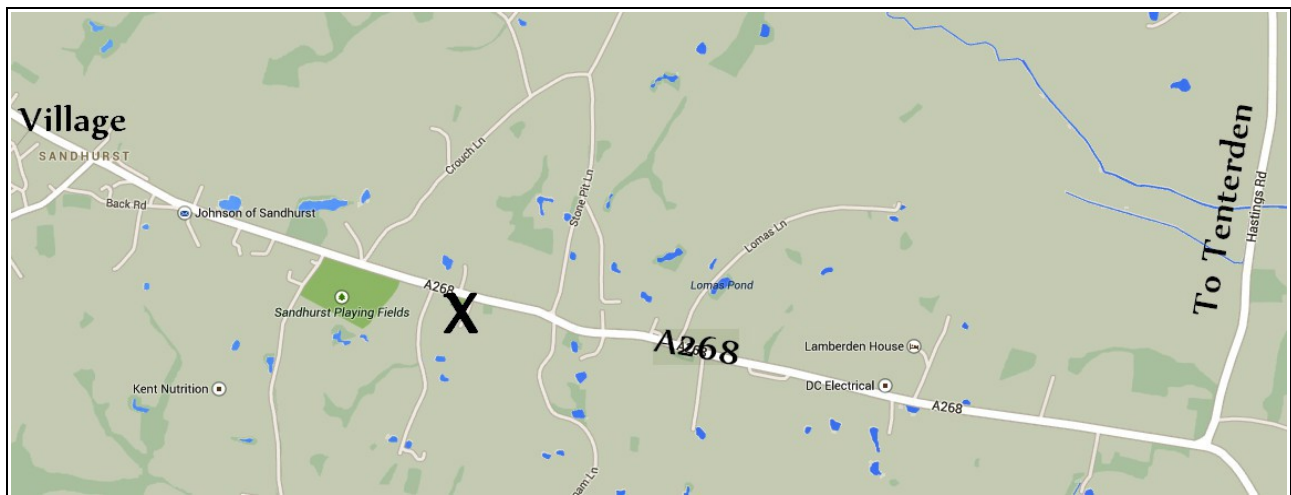 Village
SANDHURST
Back Rd
Johnson of Sandhurst
Crouch Ln
Stone Pit Ln
Lomas Ln
Lomas Pond
To Tenterden
Hastings Rd
A268
X
Sandhurst Playing Fields
A268
Lamberden House
Kent Nutrition
DC Electrical
A268